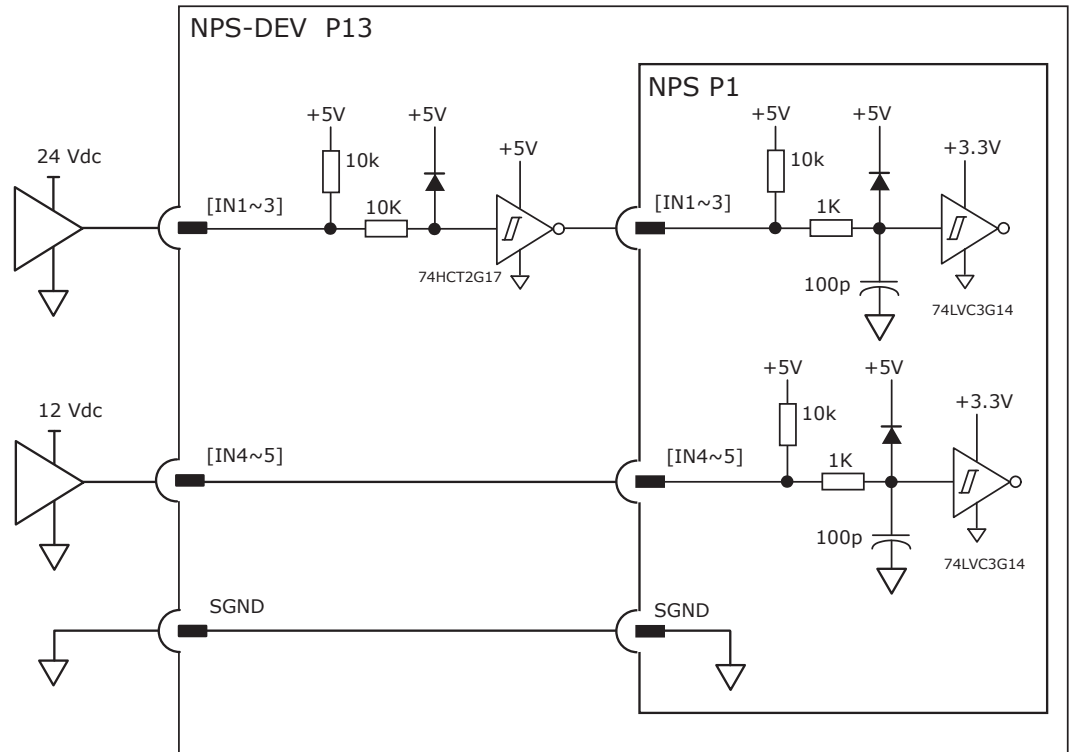 NPS-DEV P13
NPS P1
+5V
+5V
24 Vdc
10k
+5V
[IN1~3]
10K
74HCT2G17
+5V
+5V
+3.3V
10k
[IN1~3]
1K
100p
74LVC3G14
12 Vdc
[IN4~5]
+5V
+5V
+3.3V
10k
[IN4~5]
1K
100p
74LVC3G14
SGND
SGND